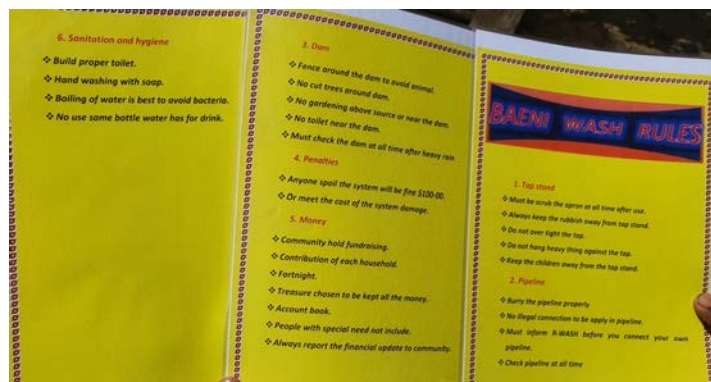 BAENI WASH RULES
1. Tap stand
❖ Must be scrub the apron at all time after use.
❖ Always keep the rubbish away from tap stand.
❖ Do not over tight the tap.
❖ Do not hang heavy thing against the tap.
❖ Keep the children away from the tap stand.
2. Pipeline
❖ Burry the pipeline properly
❖ No illegal connection to be apply in pipeline.
❖ Must inform R-WASH before you connect your own
pipeline.
❖ Check pipeline at all time
3. Dam
❖ Fence around the dam to avoid animal.
❖ No cut trees around dam.
❖ No gardening above source or near the dam.
❖ No toilet near the dam.
❖ Must check the dam at all time after heavy rain.
4. Penalties
❖ Anyone spoil the system will be fine $100-00.
❖ Or meet the cost of the system damage.
5. Money
❖ Community hold fundraising.
❖ Contribution of each household.
❖ Fortnight.
❖ Treasure chosen to be kept all the money.
❖ Account book.
❖ People with special need not include.
❖ Always report the financial update to community.
6. Sanitation and hygiene
❖ Build proper toilet.
❖ Hand washing with soap.
❖ Boiling of water is best to avoid bacteria.
❖ No use same bottle water has for drink.